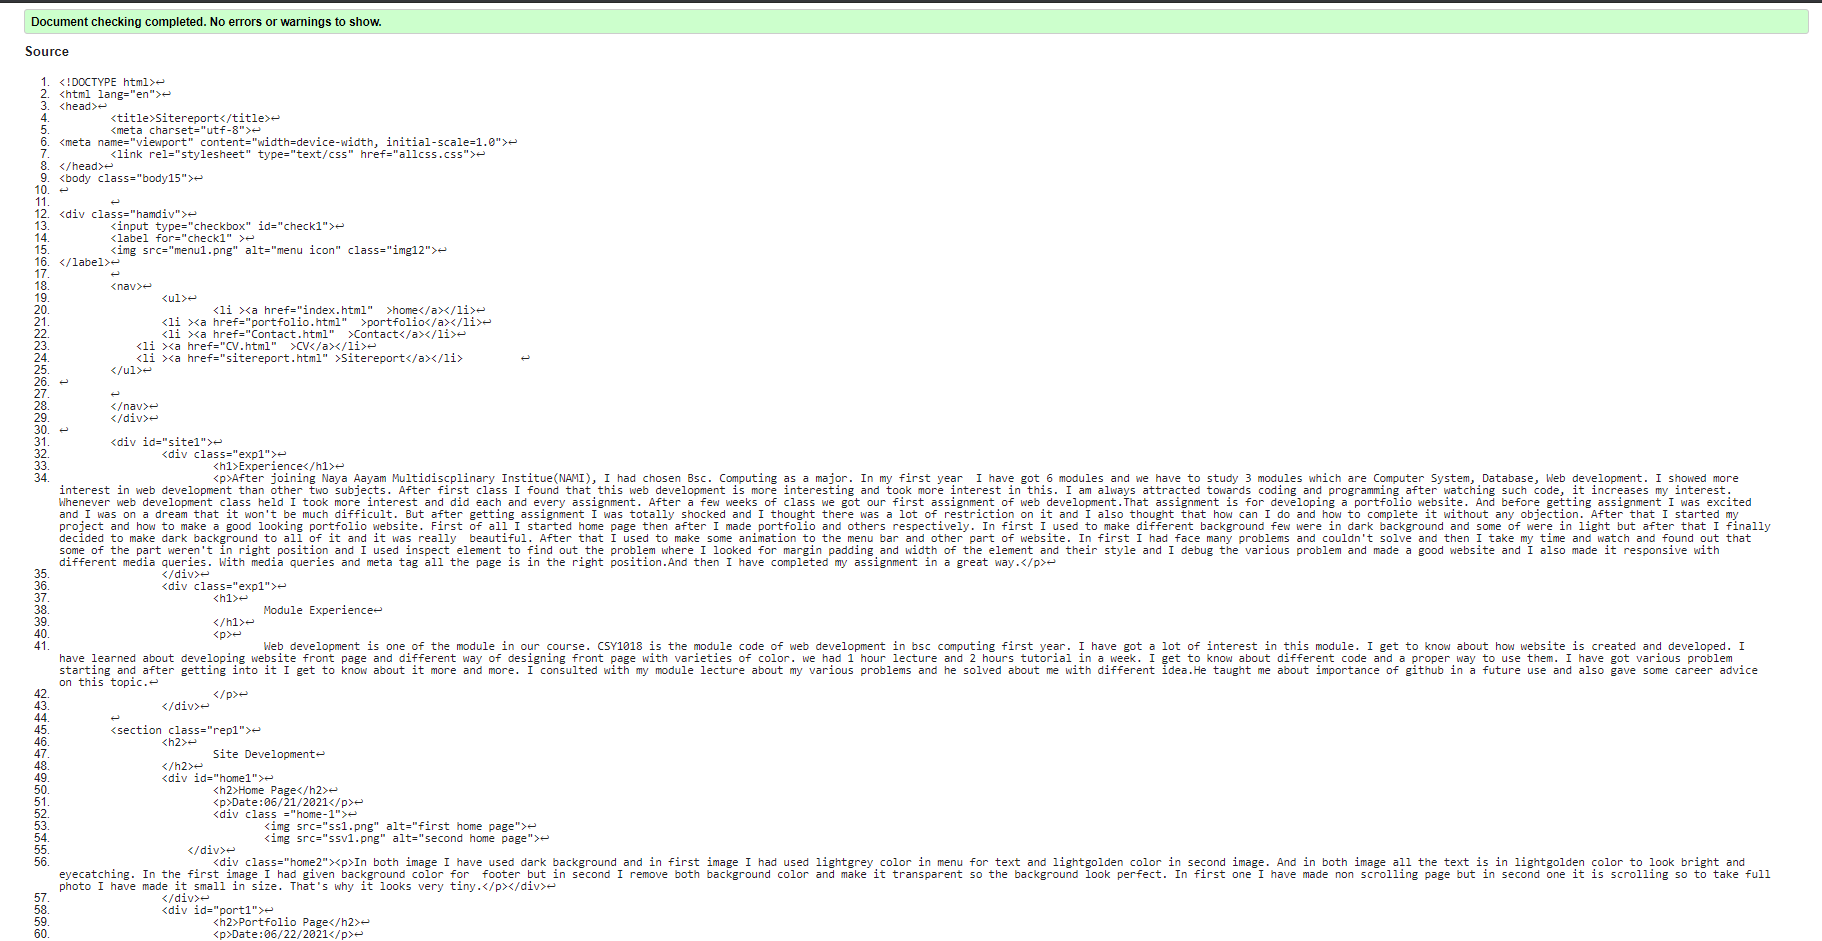 Document checking completed. No errors or warnings to show.
Source
1. <!DOCTYPE html>↩
2. <html lang="en">↩
3. <head>↩
4. <title>Sitereport</title>↩
5. <meta charset="utf-8">↩
6. <meta name="viewport" content="width=device-width, initial-scale=1.0">↩
7. <link rel="stylesheet" type="text/css" href="allcss.css">↩
8. </head>↩
9. <body class="body15">↩
10. ↩
11. ↩
12. <div class="hamdiv">↩
13. <input type="checkbox" id="check1">↩
14. <label for="check1" >↩
15. <img src="menu1.png" alt="menu icon" class="img12">↩
16. </label>↩
17. ↩
18. <nav>↩
19. <ul>↩
20. <li ><a href="index.html"  >home</a></li>↩
21. <li ><a href="portfolio.html"  >portfolio</a></li>↩
22. <li ><a href="Contact.html"  >Contact</a></li>↩
23. <li ><a href="CV.html"  >CV</a></li>↩
24. <li ><a href="sitereport.html" >Sitereport</a></li> ↩
25. </ul>↩
26. ↩
27. ↩
28. </nav>↩
29. </div>↩
30. ↩
31. <div id="site1">↩
32. <div class="exp1">↩
33. <h1>Experience</h1>↩
34. <p>After joining Naya Aayam Multidiscplinary Institue(NAMI), I had chosen Bsc. Computing as a major. In my first year  I have got 6 modules and we have to study 3 modules which are Computer System, Database, Web development. I showed more
interest in web development than other two subjects. After first class I found that this web development is more interesting and took more interest in this. I am always attracted towards coding and programming after watching such code, it increases my interest.
Whenever web development class held I took more interest and did each and every assignment. After a few weeks of class we got our first assignment of web development.That assignment is for developing a portfolio website. And before getting assignment I was excited
and I was on a dream that it won't be much difficult. But after getting assignment I was totally shocked and I thought there was a lot of restriction on it and I also thought that how can I do and how to complete it without any objection. After that I started my
project and how to make a good looking portfolio website. First of all I started home page then after I made portfolio and others respectively. In first I used to make different background few were in dark background and some of were in light but after that I finally
decided to make dark background to all of it and it was really  beautiful. After that I used to make some animation to the menu bar and other part of website. In first I had face many problems and couldn't solve and then I take my time and watch and found out that
some of the part weren't in right position and I used inspect element to find out the problem where I looked for margin padding and width of the element and their style and I debug the various problem and made a good website and I also made it responsive with
different media queries. With media queries and meta tag all the page is in the right position.And then I have completed my assignment in a great way.</p>↩
35. </div>↩
36. <div class="exp1">↩
37. <h1>↩
38. Module Experience↩
39. </h1>↩
40. <p>↩
41. Web development is one of the module in our course. CSY1018 is the module code of web development in bsc computing first year. I have got a lot of interest in this module. I get to know about how website is created and developed. I
have learned about developing website front page and different way of designing front page with varieties of color. we had 1 hour lecture and 2 hours tutorial in a week. I get to know about different code and a proper way to use them. I have got various problem
starting and after getting into it I get to know about it more and more. I consulted with my module lecture about my various problems and he solved about me with different idea.He taught me about importance of github in a future use and also gave some career advice
on this topic.↩
42. </p>↩
43. </div>↩
44. ↩
45. <section class="rep1">↩
46. <h2>↩
47. Site Development↩
48. </h2>↩
49. <div id="home1">↩
50. <h2>Home Page</h2>↩
51. <p>Date:06/21/2021</p>↩
52. <div class ="home-1">↩
53. <img src="ss1.png" alt="first home page">↩
54. <img src="ssv1.png" alt="second home page">↩
55. </div>↩
56. <div class="home2"><p>In both image I have used dark background and in first image I had used lightgrey color in menu for text and lightgolden color in second image. And in both image all the text is in lightgolden color to look bright and
eyecatching. In the first image I had given background color for  footer but in second I remove both background color and make it transparent so the background look perfect. In first one I have made non scrolling page but in second one it is scrolling so to take full
photo I have made it small in size. That's why it looks very tiny.</p></div>↩
57. </div>↩
58. <div id="port1">↩
59. <h2>Portfolio Page</h2>↩
60. <p>Date:06/22/2021</p>↩